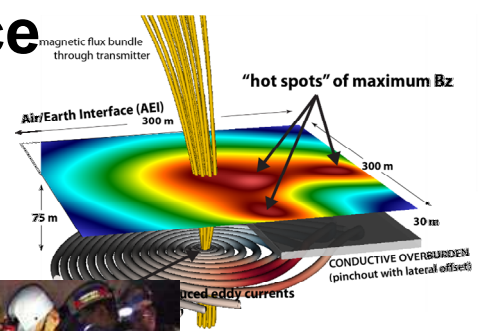 ce
magnetic flux bundle
through transmitter
"hot spots" of maximum Bz
Air/Earth Interface (AEI)
300 m
300 m
75 m
30m
CONDUCTIVE OVERBURDEN
(pinchout with lateral offset)
uced eddy currents
)